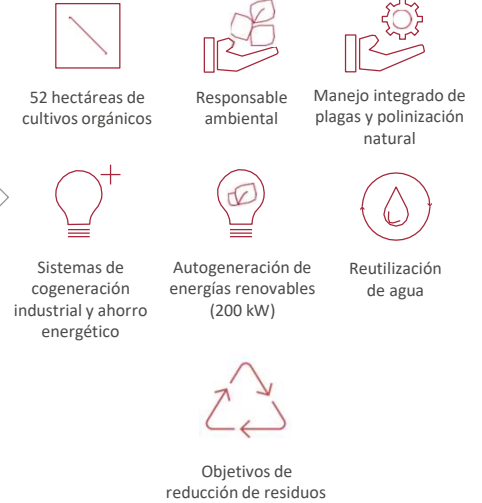 52 hectáreas de
cultivos orgánicos
Responsable
ambiental
Manejo integrado de
plagas y polinización
natural
Sistemas de
cogeneración
industrial y ahorro
energético
Autogeneración de
energías renovables
(200 kW)
Reutilización
de agua
Objetivos de
reducción de residuos